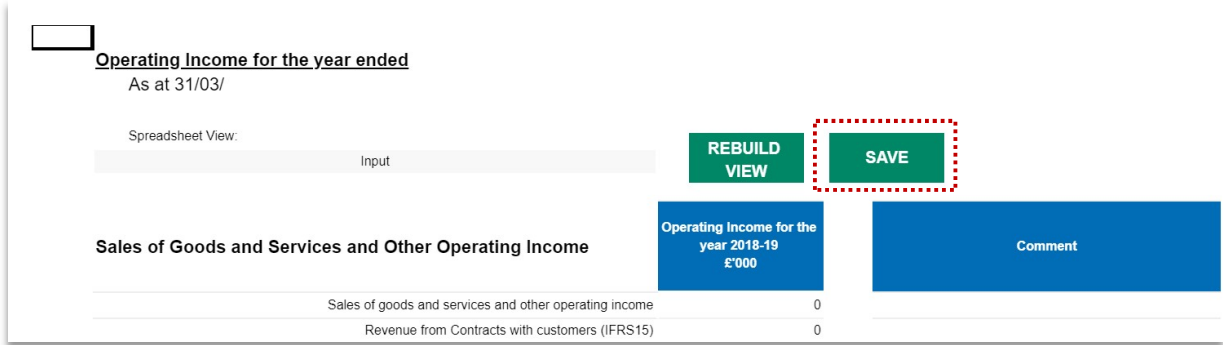 Operating Income for the year ended
As at 31/03/
Spreadsheet View:
Input
REBUILD
VIEW
SAVE
Sales of Goods and Services and Other Operating Income
Operating Income for the
year 2018-19
£'000
Comment
Sales of goods and services and other operating income 0
Revenue from Contracts with customers (IFRS15) 0